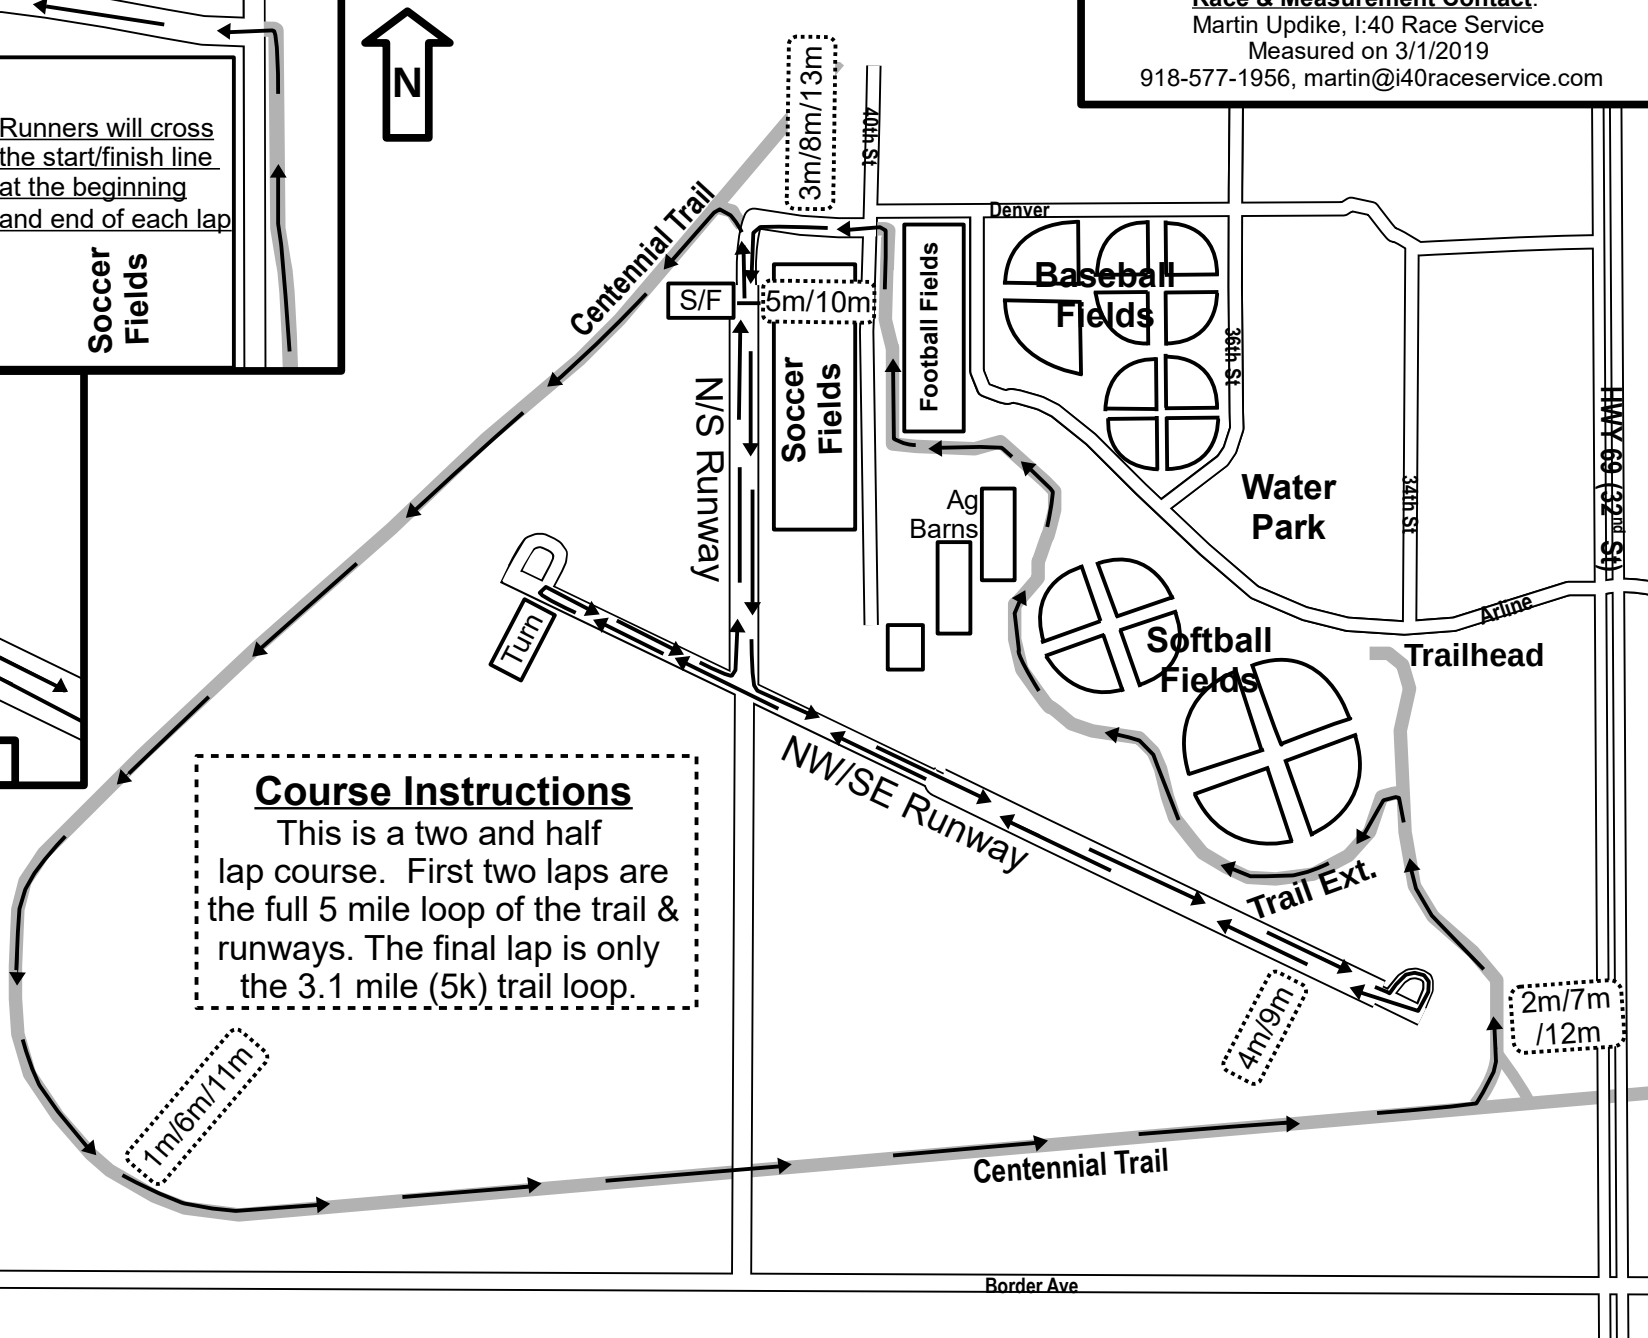 Race & Measurement Contact:
Martin Updike, I:40 Race Service
Measured on 3/1/2019
918-577-1956, martin@i40raceservice.com
N
Runners will cross
the start/finish line
at the beginning
and end of each lap
Soccer
Fields
3m/8m/13m
40th St
Centennial Trail
Denver
S/F
5m/10m
Football Fields
Baseball
Fields
36th St
N/S Runway
Soccer
Fields
HWY 69 (32nd St)
34th St
Water
Park
Ag
Barns
Turn
Arline
Softball
Fields
Trailhead
NW/SE Runway
Course Instructions
This is a two and half
lap course. First two laps are
the full 5 mile loop of the trail &
runways. The final lap is only
the 3.1 mile (5k) trail loop.
Trail Ext.
4m/9m
2m/7m
/12m
1m/6m/11m
Centennial Trail
Border Ave